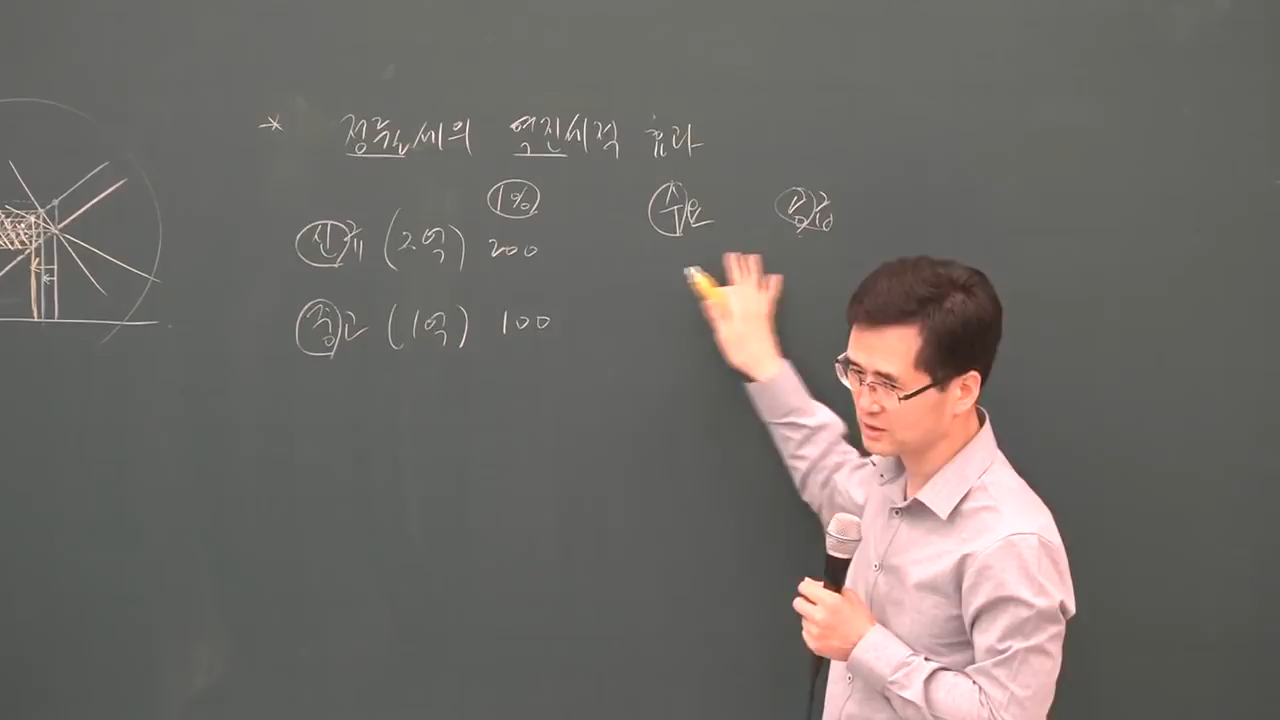 * 정률세의 역진세적 효과
1% 수요 공급
신규 (2억) 200
중고 (1억) 100